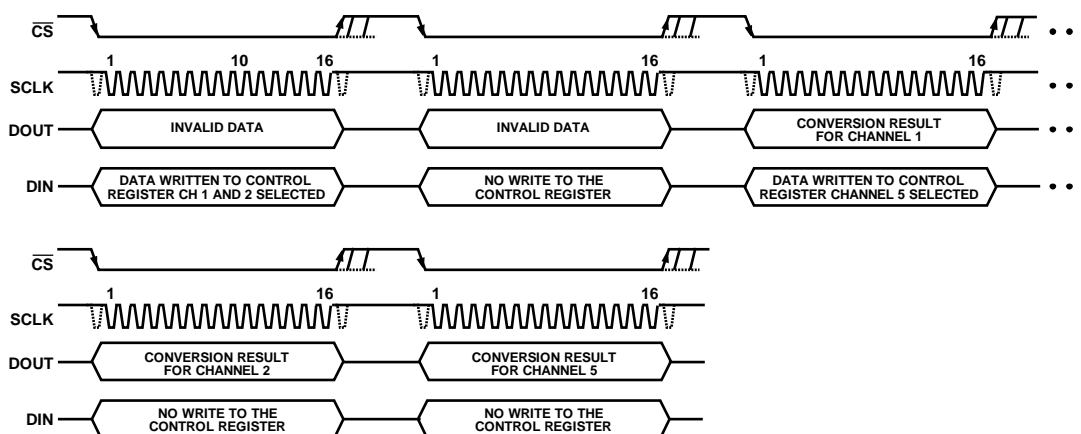 CS
1 10 16 1 16 1 16
SCLK
DOUT INVALID DATA INVALID DATA CONVERSION RESULT
FOR CHANNEL 1
DIN DATA WRITTEN TO CONTROL
REGISTER CH 1 AND 2 SELECTED
NO WRITE TO THE
CONTROL REGISTER
DATA WRITTEN TO CONTROL
REGISTER CHANNEL 5 SELECTED
CS
1 16 1 16
SCLK
DOUT CONVERSION RESULT
FOR CHANNEL 2
CONVERSION RESULT
FOR CHANNEL 5
DIN NO WRITE TO THE
CONTROL REGISTER
NO WRITE TO THE
CONTROL REGISTER